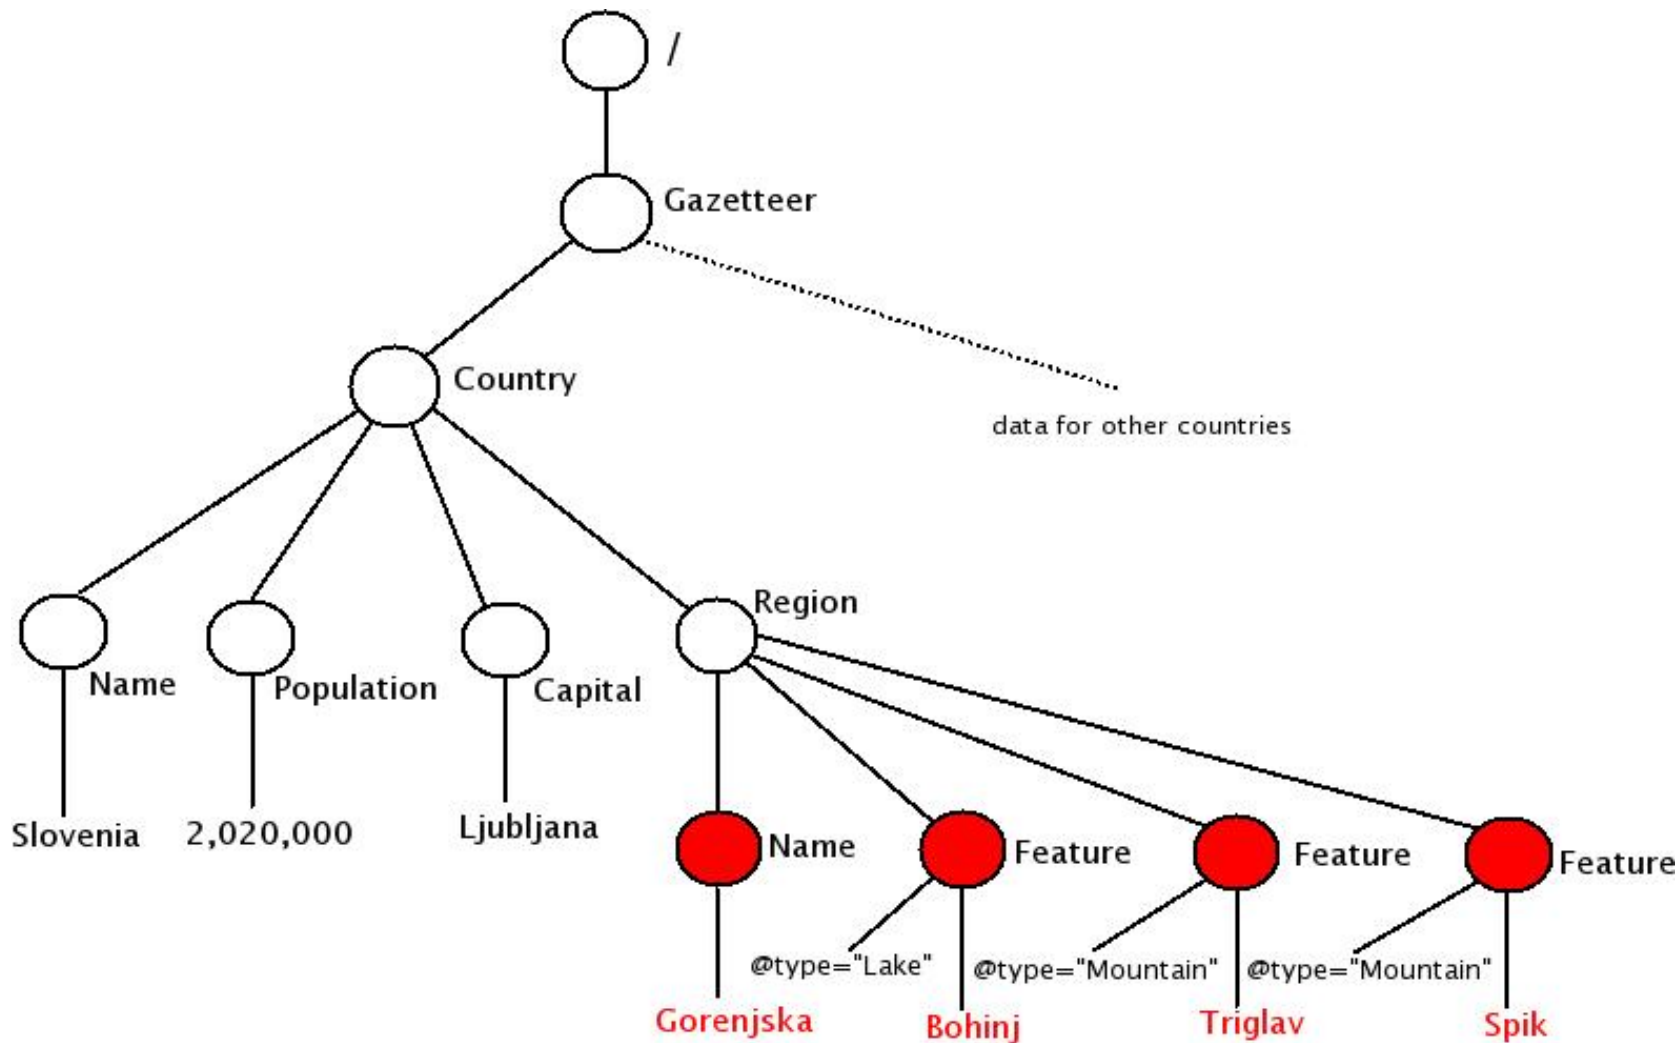 /
Gazetteer
Country
data for other countries
Region
Name
Population
Capital
Slovenia
2,020,000
Ljubljana
Name
Feature
Feature
Feature
@type="Lake"
@type="Mountain"
@type="Mountain"
Gorenjska
Bohinj
Triglav
Spik